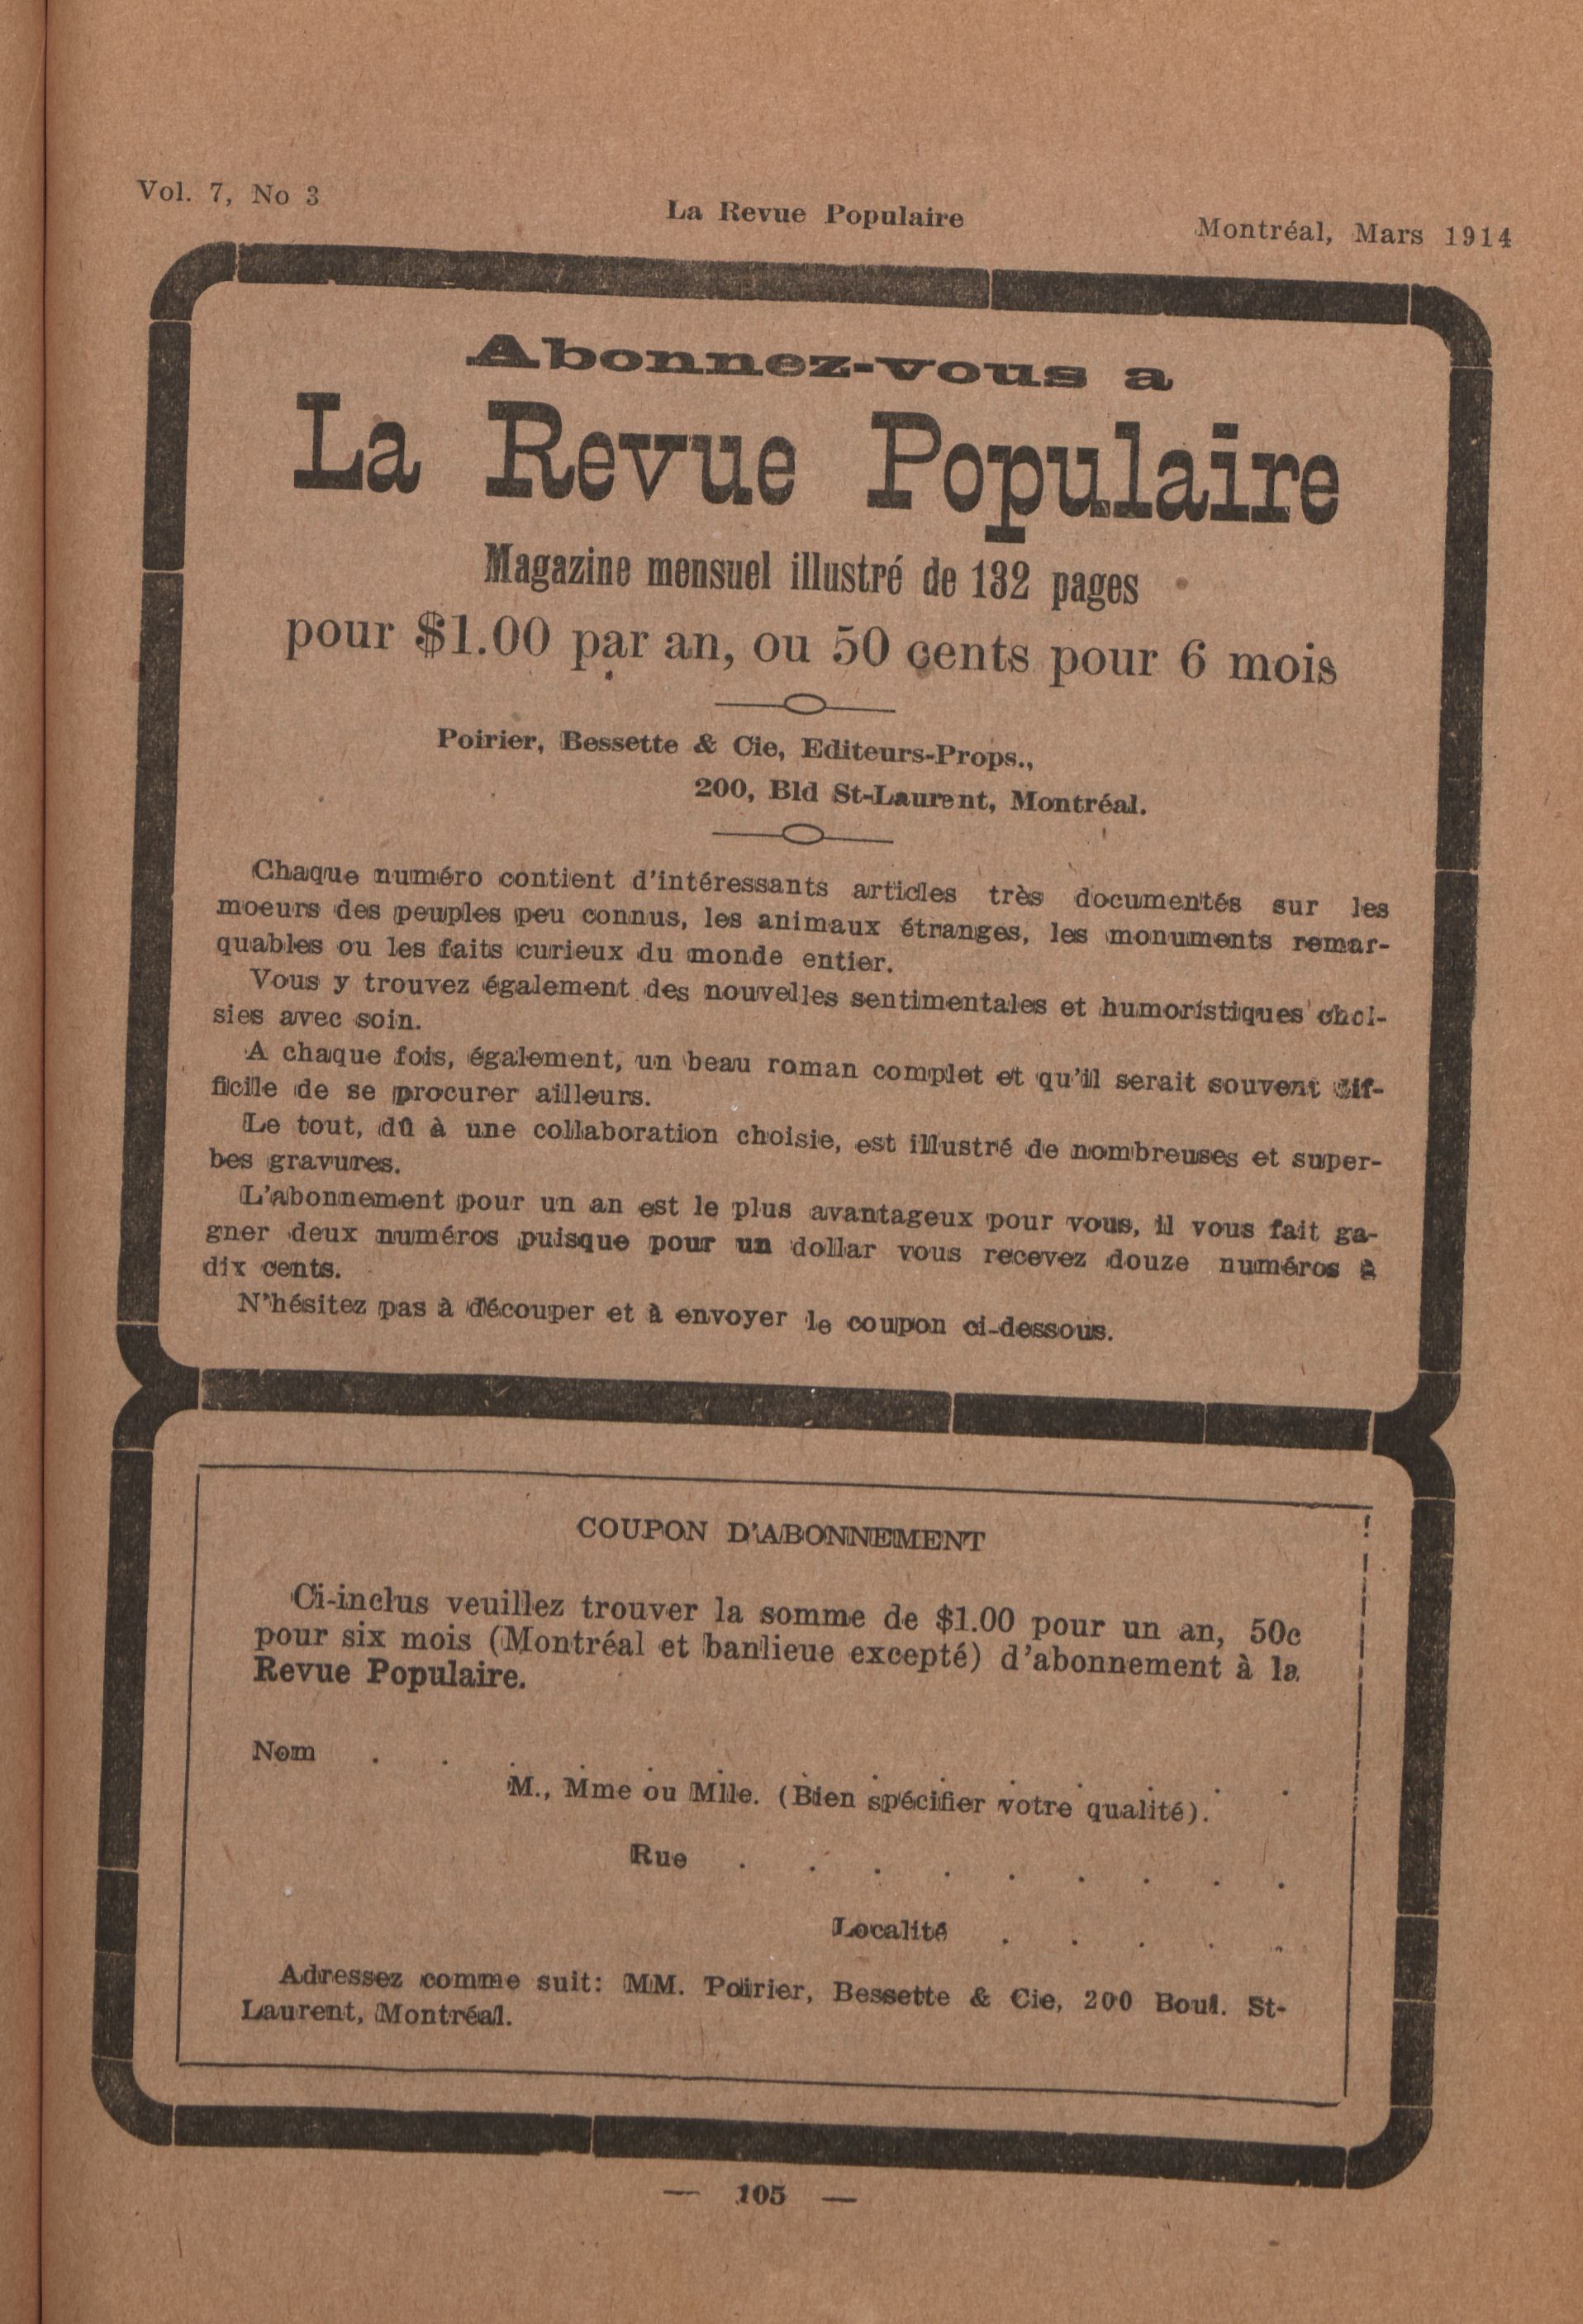 Vol. 7, No 3
La Revue Populaire
Montréal, Mars 1914
Abonnez-vous a
La Revue Populaire
Magazine mensuel illustré de 132 pages
pour $1.00 par an, ou 50 cents pour 6 mois
Poirier, Bessette & Cie, Editeurs-Props.,
200, Bld St-Laurent, Montréal.
Chaque numéro contient d'intéressants articles très documentés sur les
moeurs des peuples peu connus, les animaux étranges, les monuments remar-
quables ou les faits curieux du monde entier.
Vous y trouvez également des nouvelles sentimentales et humoristiques choi-
sies avec soin.
A chaque fois, également, un beau roman complet et qu'il serait souvent dif-
ficile de se procurer ailleurs.
Le tout, dû à une collaboration choisie, est illustré de nombreuses et super-
bes gravures.
L'abonnement pour un an est le plus avantageux pour vous, il vous fait ga-
gner deux numéros puisque pour un dollar vous recevez douze numéros à
dix cents.
N'hésitez pas à découper et à envoyer le coupon ci-dessous.
COUPON D'ABONNEMENT
Ci-inclus veuillez trouver la somme de $1.00 pour un an, 50c
pour six mois (Montréal et banlieue excepté) d'abonnement à la
Revue Populaire.
Nom . . . . . . . . . . . . . .
M., Mme ou Mlle. (Bien spécifier votre qualité).
Rue . . . . . . . . .
Localité . . . . .
Adressez comme suit: MM. Poirier, Bessette & Cie, 200 Boul. St-
Laurent, Montréal.
— 105 —